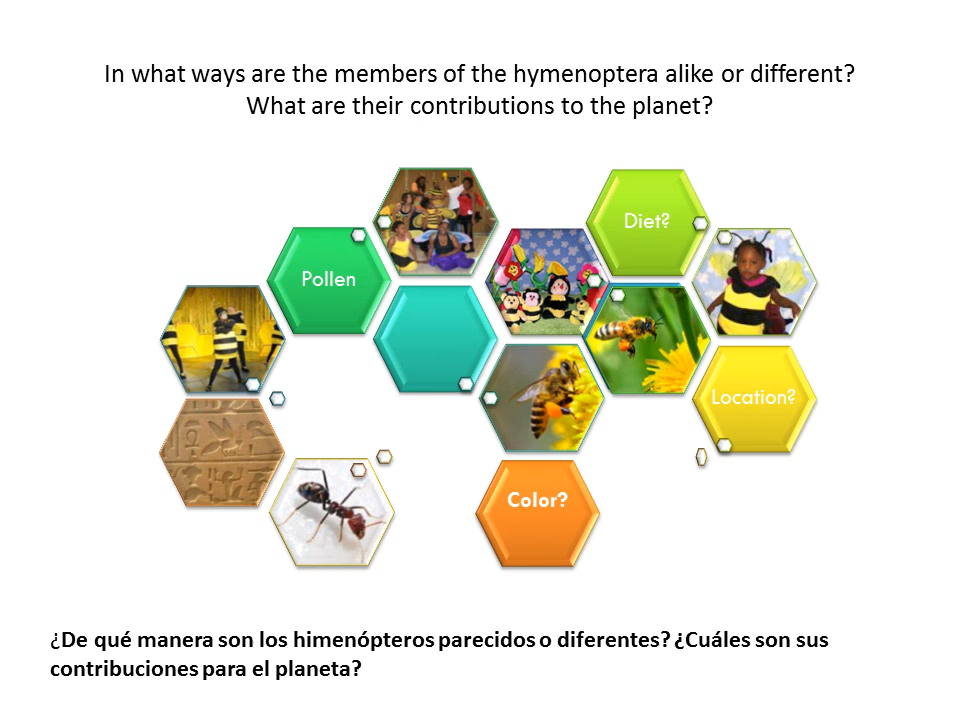 In what ways are the members of the hymenoptera alike or different?
What are their contributions to the planet?
Diet?
Pollen
Location?
Color?
¿De qué manera son los himenópteros parecidos o diferentes? ¿Cuáles son sus
contribuciones para el planeta?